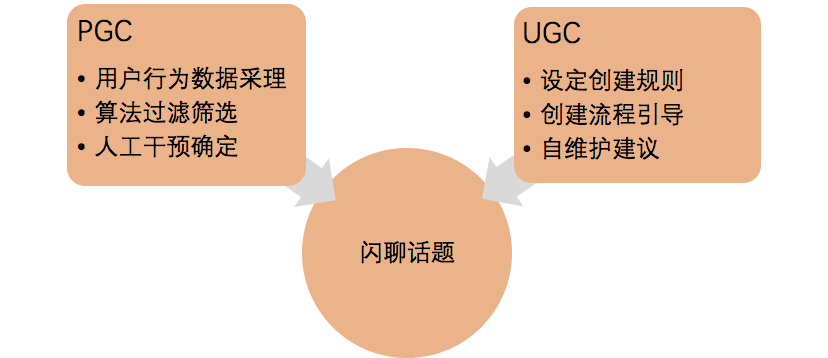 PGC
• 用户行为数据采理
• 算法过滤筛选
• 人工干预确定
UGC
• 设定创建规则
• 创建流程引导
• 自维护建议
闪聊话题